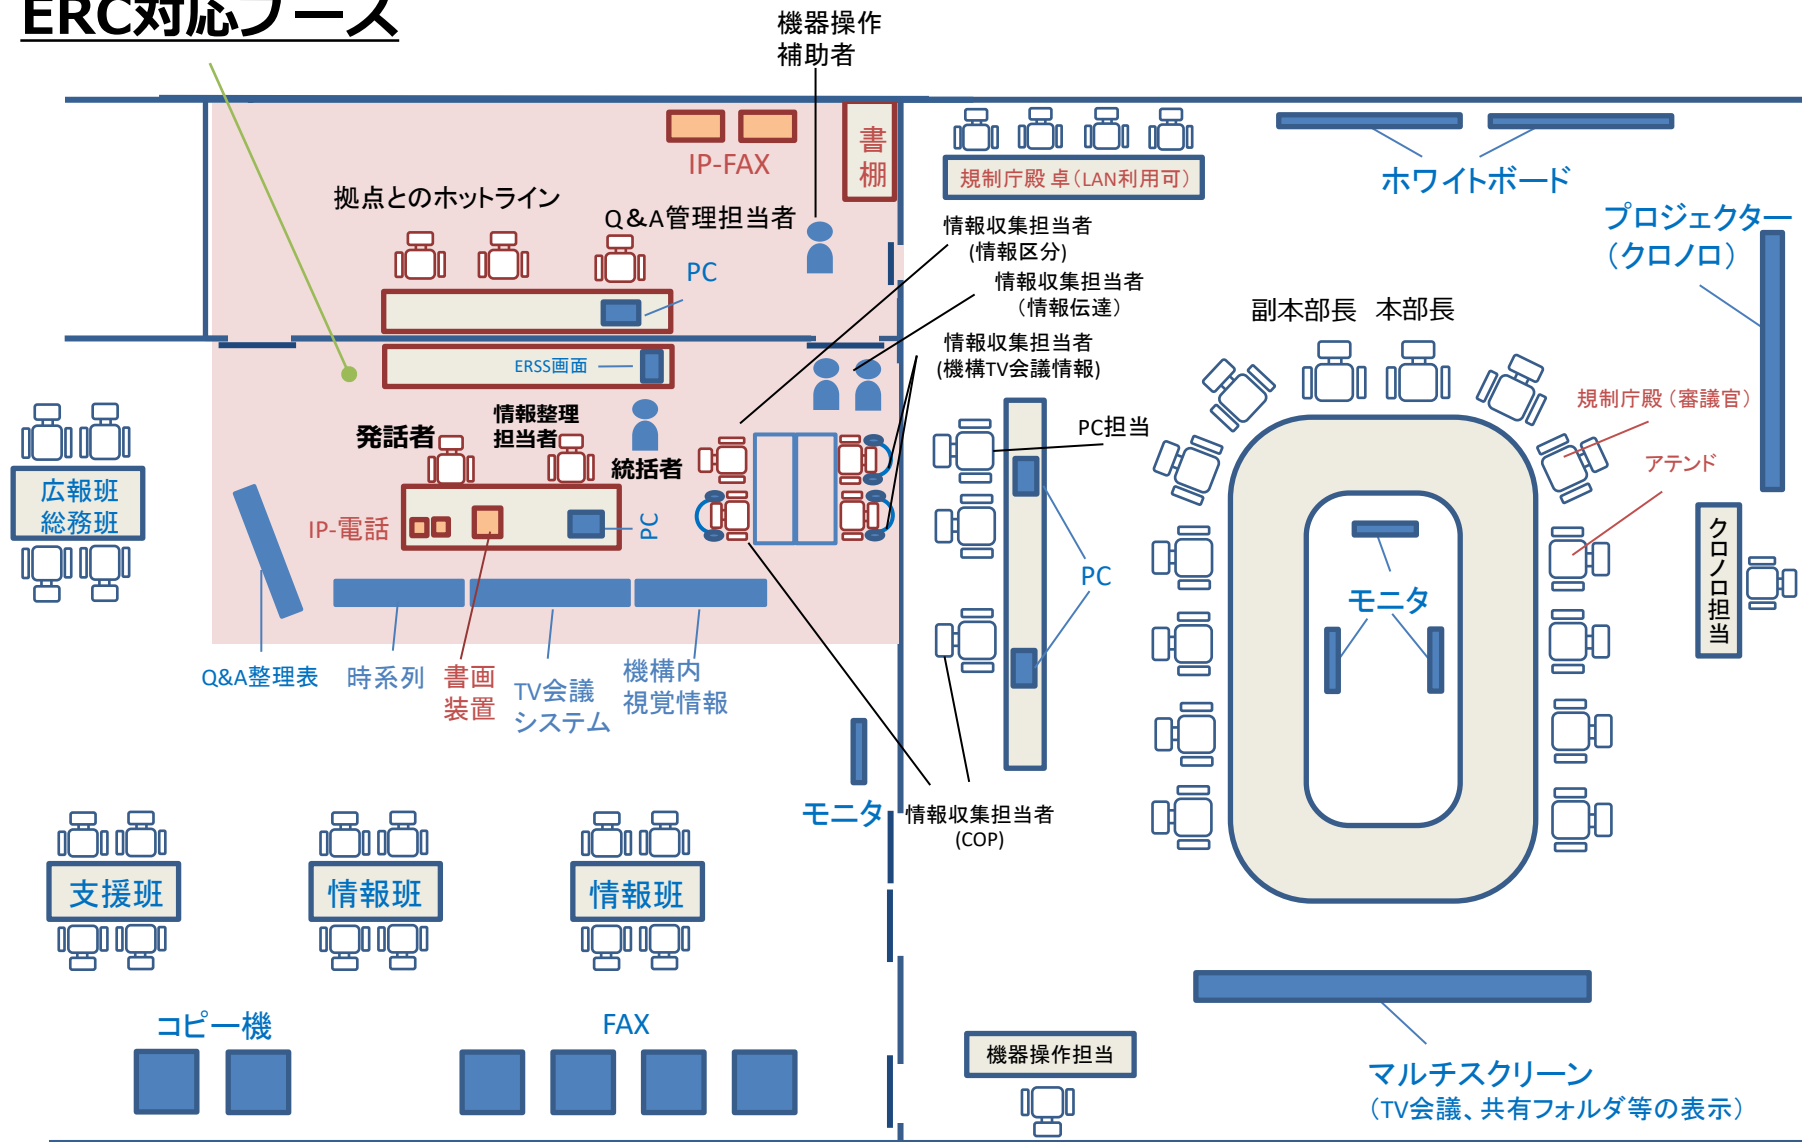 ERC対応ブース
機器操作
補助者
IP-FAX
書
棚
拠点とのホットライン
Q&A管理担当者
PC
規制庁殿 卓(LAN利用可)
ホワイトボード
プロジェクター
(クロノロ)
情報収集担当者
(情報区分)
情報収集担当者
(情報伝達)
情報収集担当者
(機構TV会議情報)
副本部長
本部長
規制庁殿(審議官)
アテンド
ERSS画面
発話者
情報整理
担当者
統括者
PC担当
広報班
総務班
IP-電話
PC
PC
モニタ
クロノロ担当
Q&A整理表
時系列
書画
装置
TV会議
システム
機構内
視覚情報
モニタ
情報収集担当者
(COP)
支援班
情報班
情報班
コピー機
FAX
機器操作担当
マルチスクリーン
(TV会議、共有フォルダ等の表示)